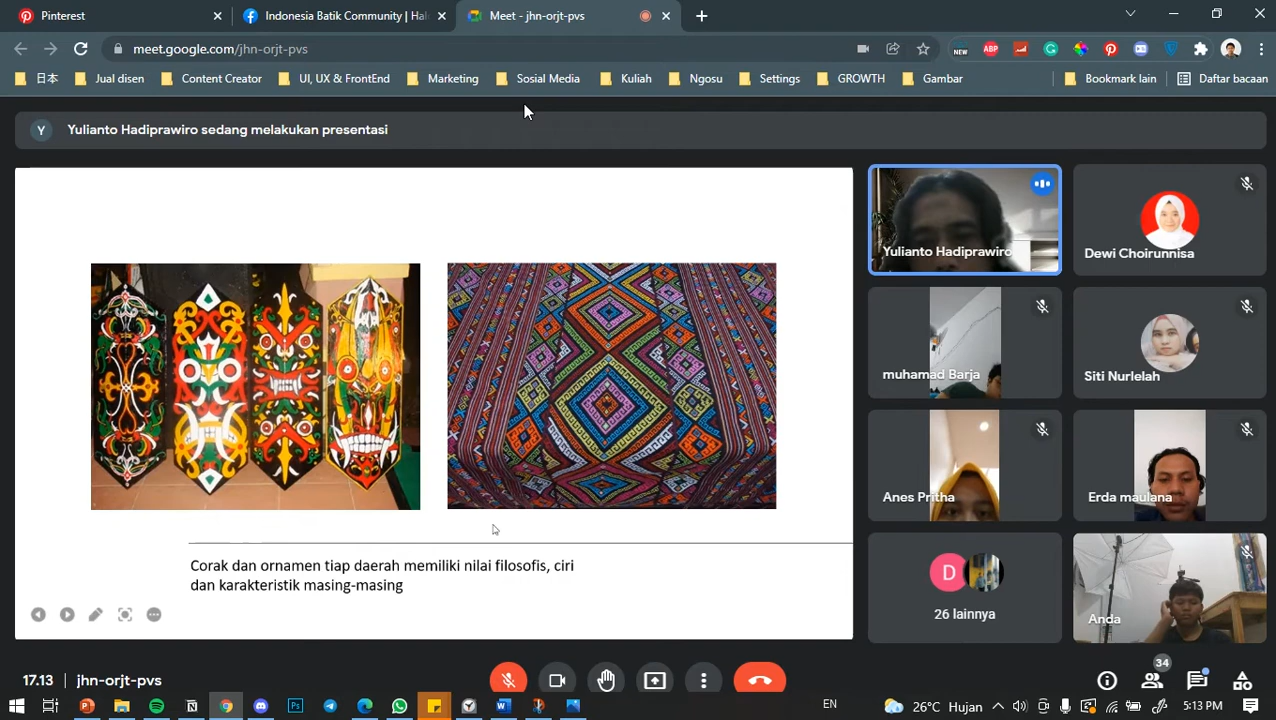 Pinterest
Indonesia Batik Community | Halo
Meet - jhn-orjt-pvs
meet.google.com/jhn-orjt-pvs
NEW
ABP
日本
Jual disen
Content Creator
UI, UX & FrontEnd
Marketing
Sosial Media
Kuliah
Ngosu
Settings
GROWTH
Gambar
Bookmark lain
Daftar bacaan
Y
Yulianto Hadiprawiro sedang melakukan presentasi
Corak dan ornamen tiap daerah memiliki nilai filosofis, ciri
dan karakteristik masing-masing
Yulianto Hadiprawiro
Dewi Choirunnisa
muhamad Barja
Siti Nurlelah
Anes Pritha
Erda maulana
D
26 lainnya
Anda
17.13
jhn-orjt-pvs
34
EN
26°C Hujan
5:13 PM